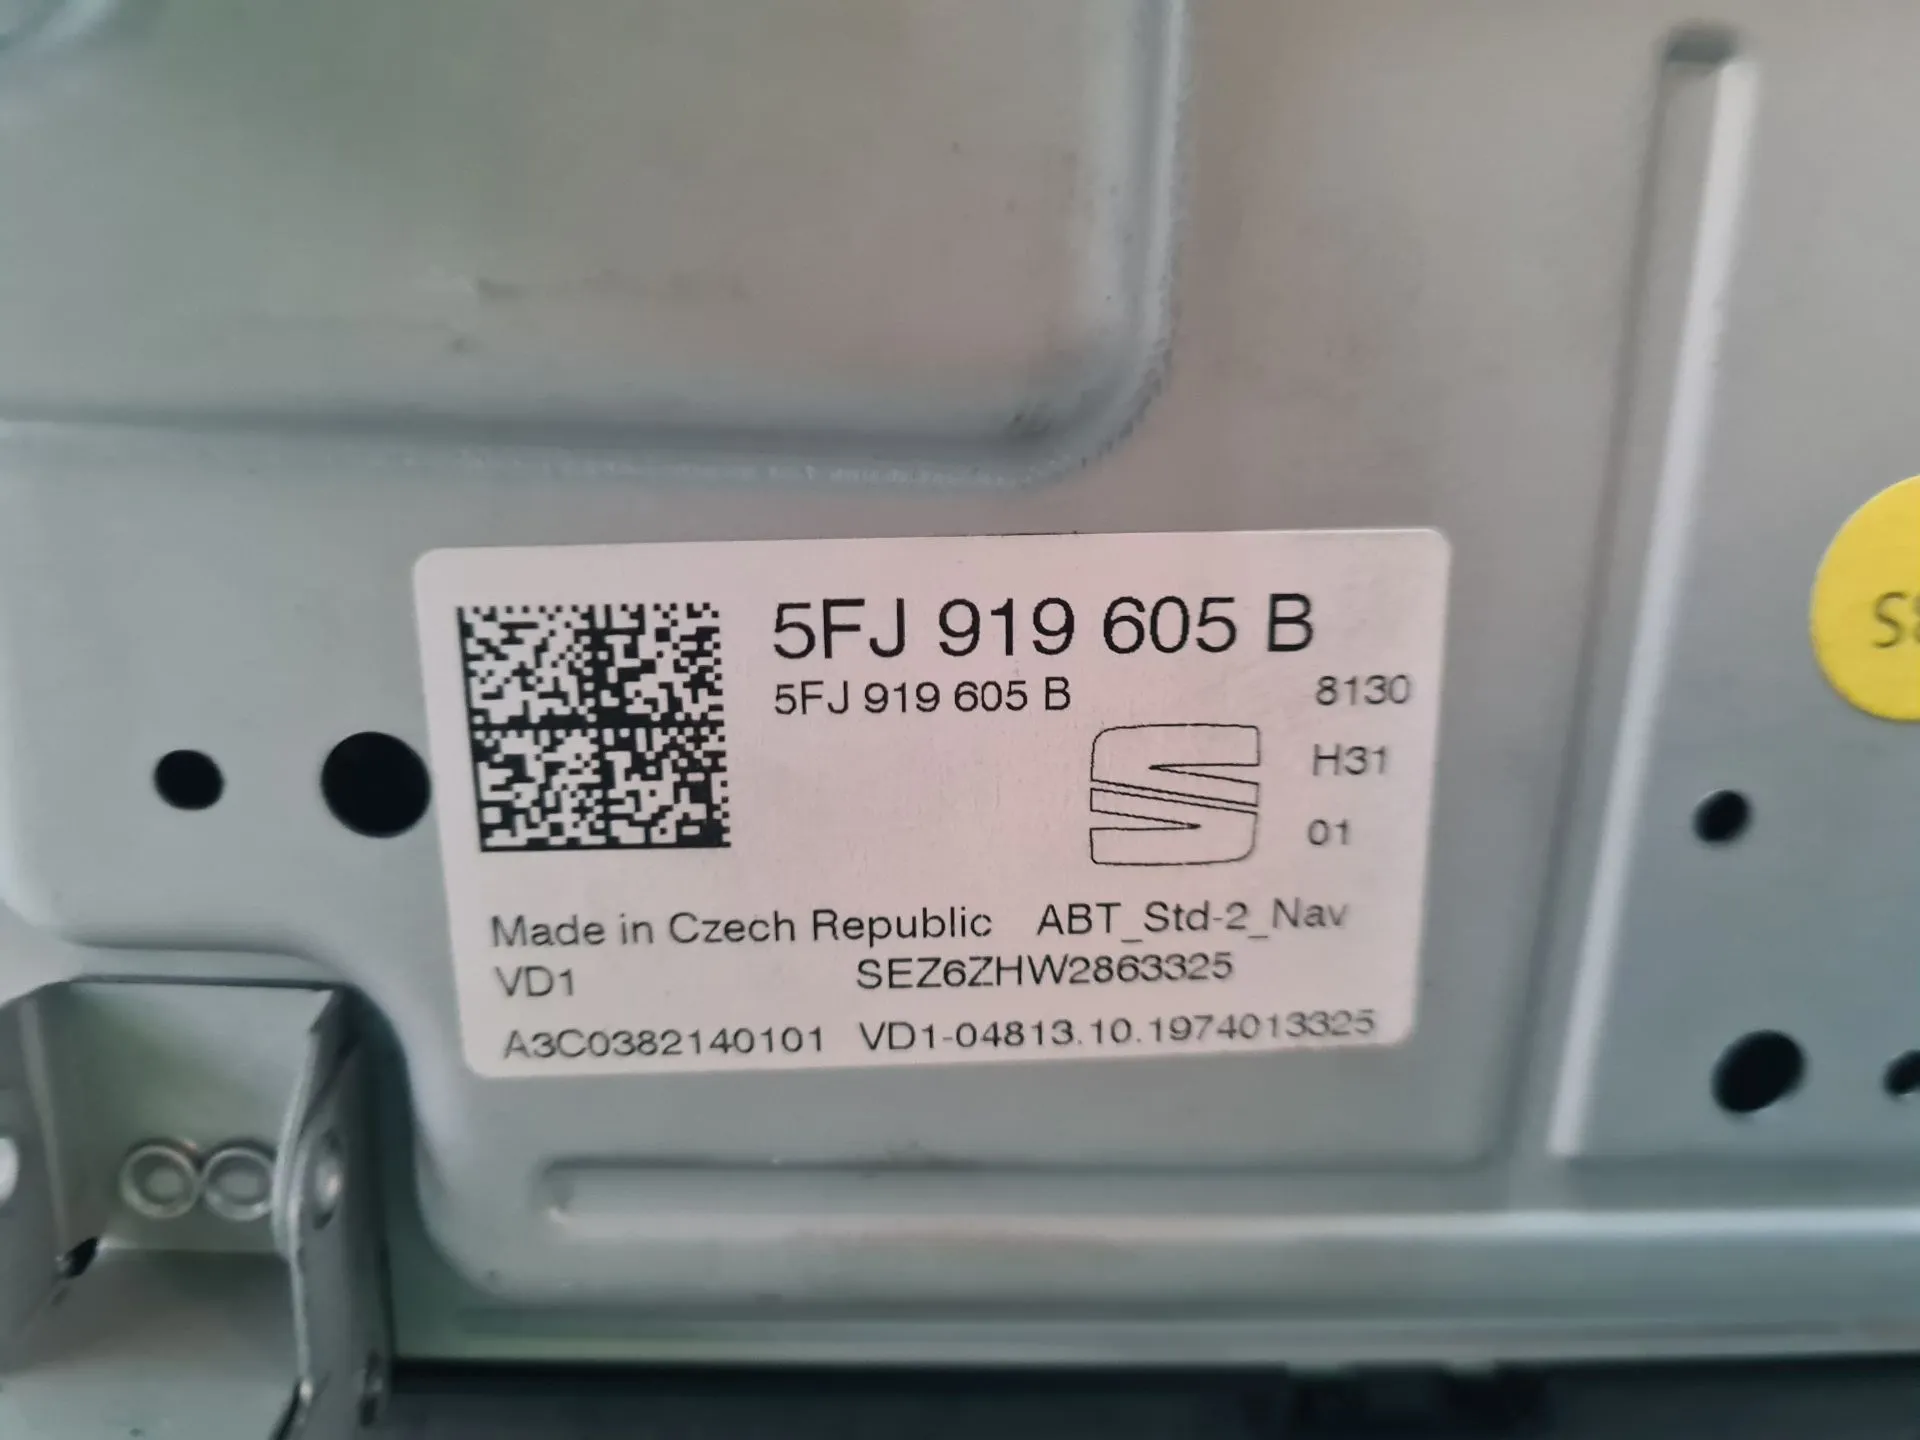 5FJ 919 605 B
5FJ 919 605 B 8130
H31
01
Made in Czech Republic ABT_Std-2_Nav
VD1 SEZ6ZHW2863325
A3C0382140101 VD1-04813.10.1974013325